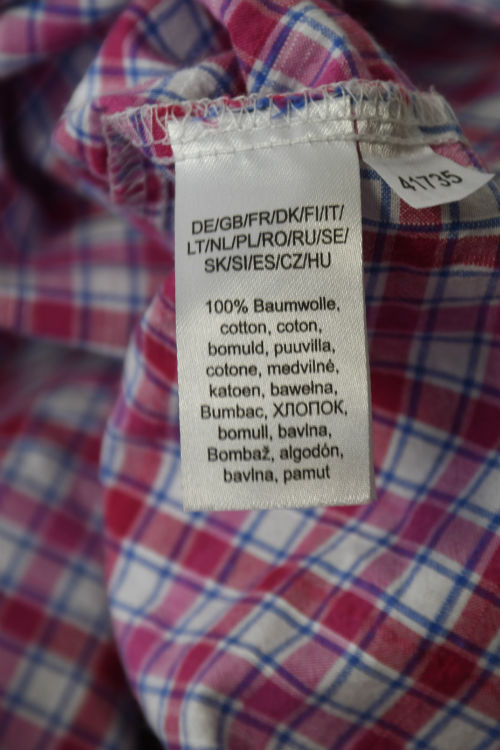 41735
DE/GB/FR/DK/FI/IT/
LT/NL/PL/RO/RU/SE/
SK/SI/ES/CZ/HU
100% Baumwolle,
cotton, coton,
bomuld, puuvilla,
cotone, medvilné,
katoen, bawełna,
Bumbac, ХЛОПОК,
bomull, bavlna,
Bombaž, algodón,
bavlna, pamut